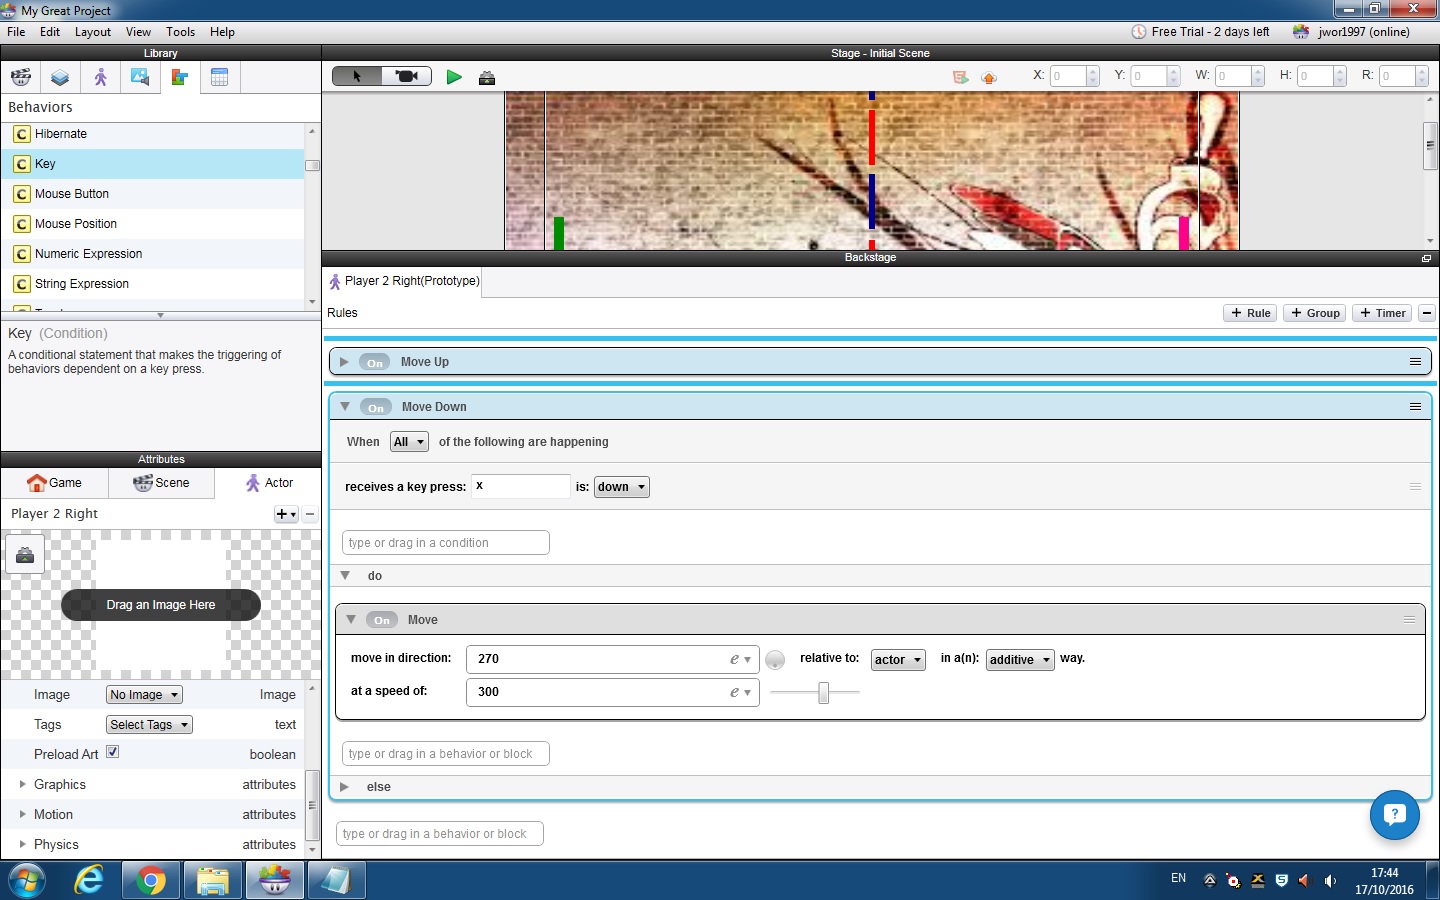 My Great Project
File Edit Layout View Tools Help
Free Trial - 2 days left jwor1997 (online)
Library
Stage - Initial Scene
X: 0 Y: 0 W: 0 H: 0 R: 0
Behaviors
C Hibernate
C Key
C Mouse Button
C Mouse Position
C Numeric Expression
C String Expression
Key (Condition)
A conditional statement that makes the triggering of
behaviors dependent on a key press.
Attributes
Game Scene Actor
Player 2 Right
Drag an Image Here
Image No Image Image
Tags Select Tags text
Preload Art boolean
Graphics attributes
Motion attributes
Physics attributes
Backstage
Player 2 Right(Prototype)
Rules
+ Rule + Group + Timer
On Move Up
On Move Down
When All of the following are happening
receives a key press: x is: down
type or drag in a condition
do
On Move
move in direction: 270 e relative to: actor in a(n): additive way.
at a speed of: 300 e
type or drag in a behavior or block
else
type or drag in a behavior or block
EN
17:44
17/10/2016